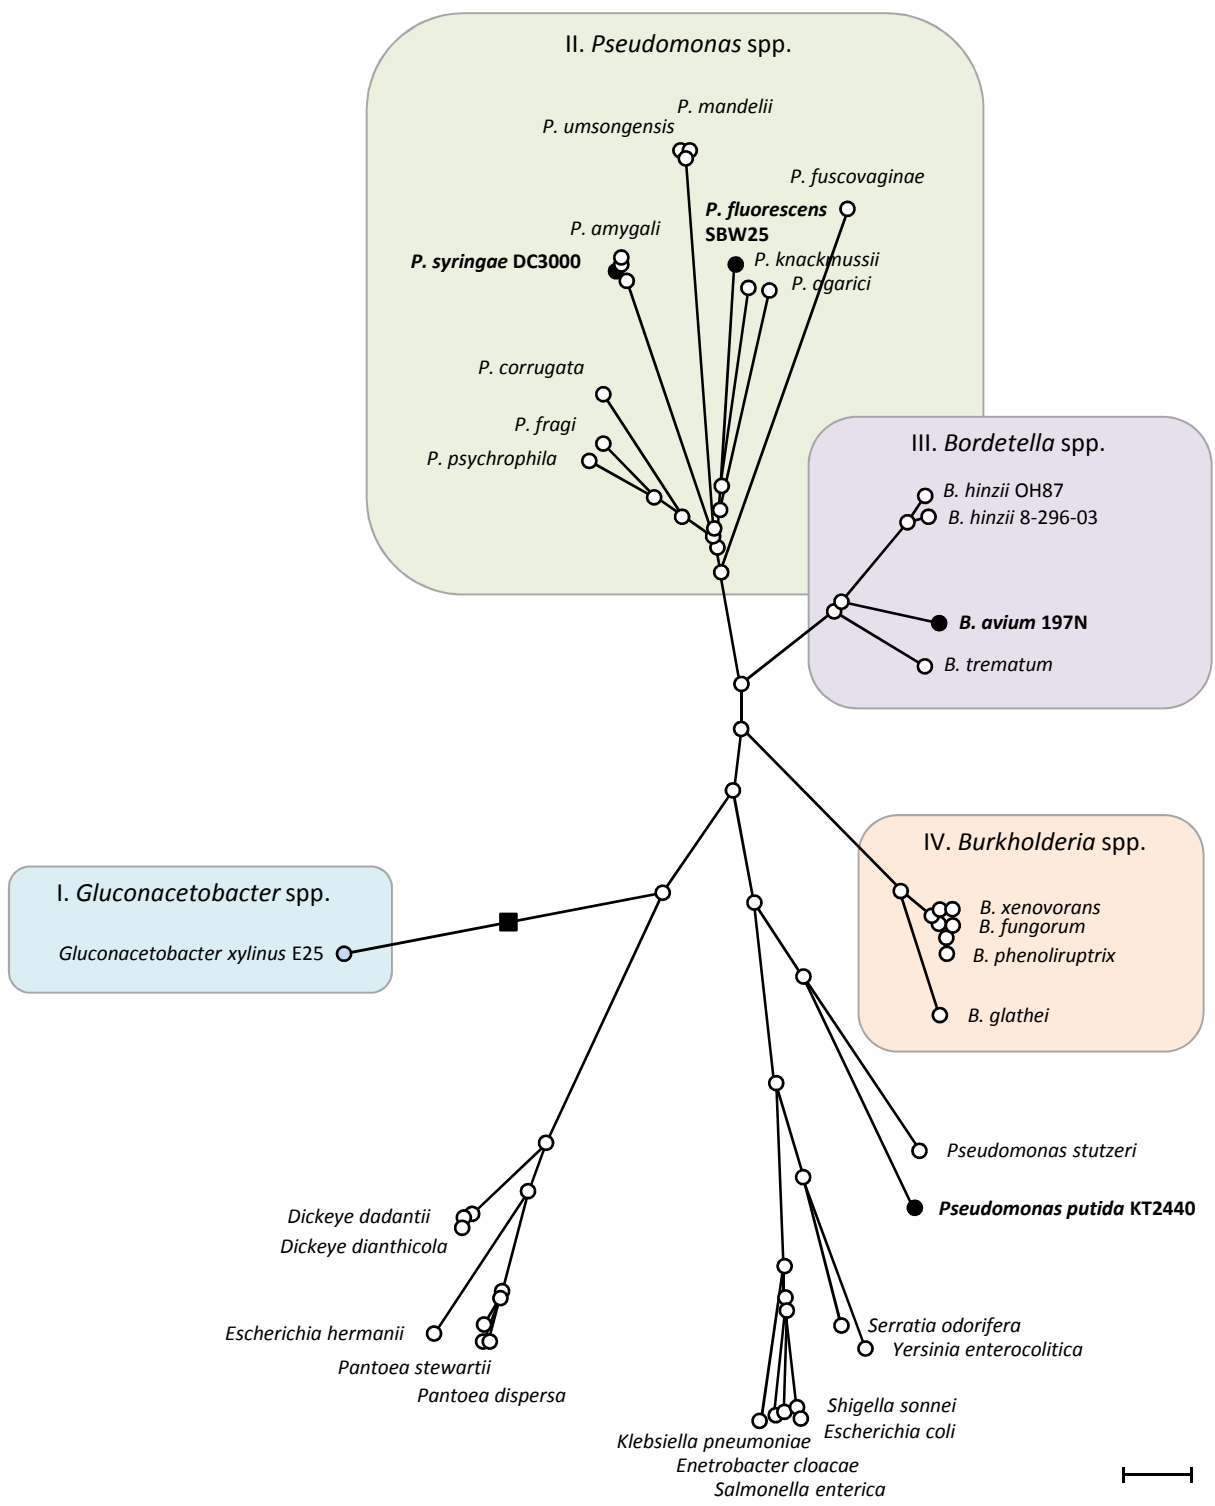 II. Pseudomonas spp.
P. mandelii
P. umsongensis
P. fuscovaginae
P. fluorescens
SBW25
P. amygali
P. syringae DC3000
P. knackmussii
P. agarici
P. corrugata
P. fragi
P. psychrophila
III. Bordetella spp.
B. hinzii OH87
B. hinzii 8-296-03
B. avium 197N
B. trematum
IV. Burkholderia spp.
B. xenovorans
B. fungorum
B. phenoliruptrix
B. glathei
I. Gluconacetobacter spp.
Gluconacetobacter xylinus E25
Pseudomonas stutzeri
Pseudomonas putida KT2440
Dickeye dadantii
Dickeye dianthicola
Escherichia hermanii
Pantoea stewartii
Pantoea dispersa
Serratia odorifera
Yersinia enterocolitica
Shigella sonnei
Escherichia coli
Klebsiella pneumoniae
Enetrobacter cloacae
Salmonella enterica